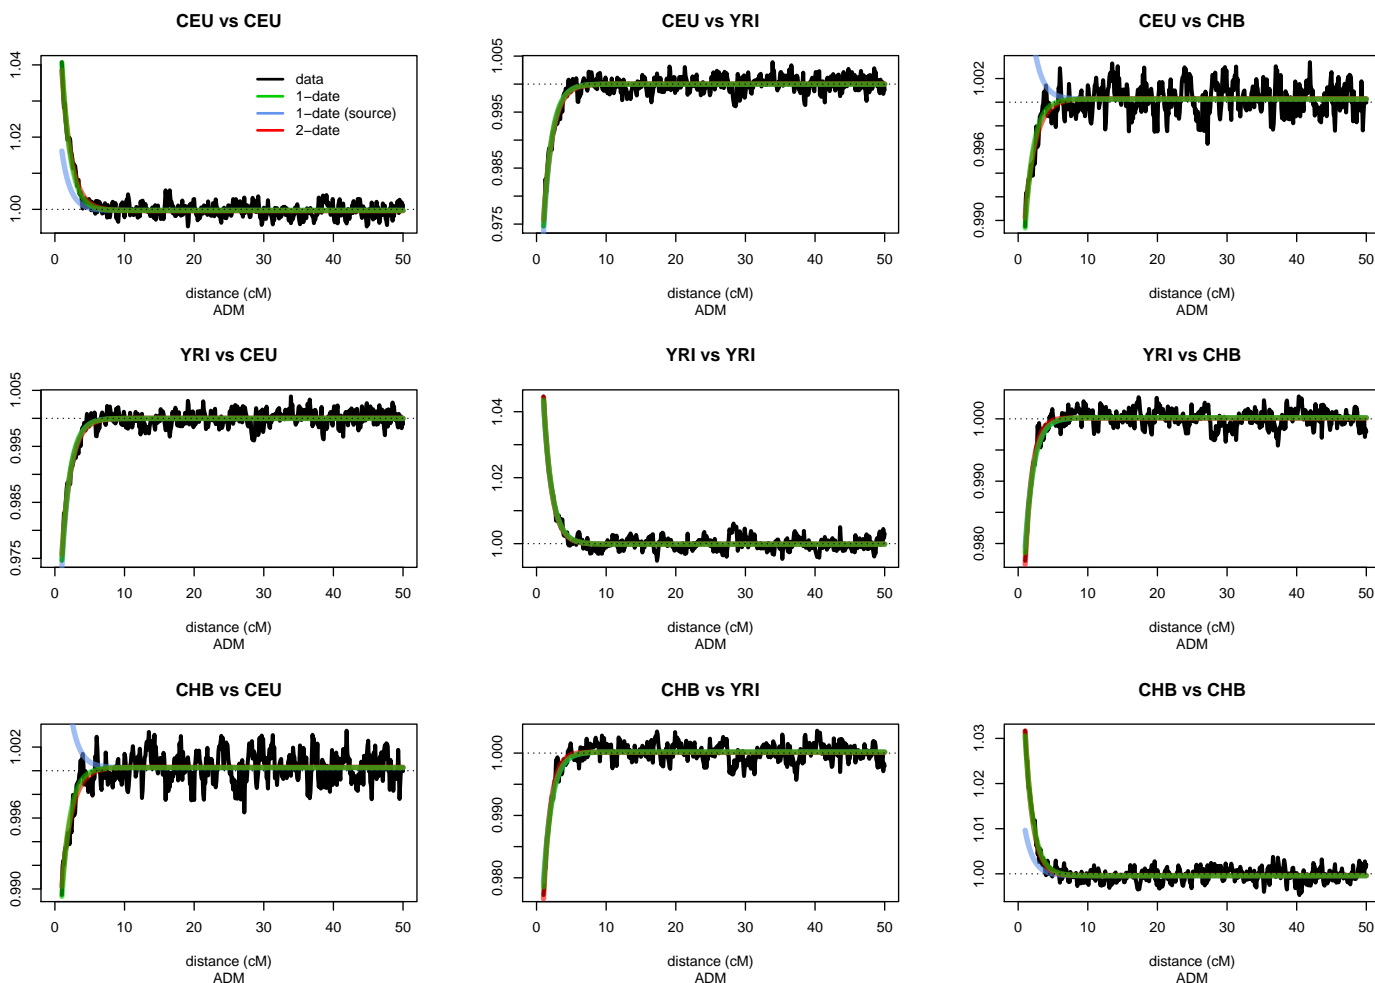 CEU vs CEU
1.00
1.02
1.04
data
1−date
1−date (source)
2−date
0 10 20 30 40 50
distance (cM)
ADM
CEU vs YRI
0.975
0.985
0.995
1.005
0 10 20 30 40 50
distance (cM)
ADM
CEU vs CHB
0.990
0.996
1.002
0 10 20 30 40 50
distance (cM)
ADM
YRI vs CEU
0.975
0.985
0.995
1.005
0 10 20 30 40 50
distance (cM)
ADM
YRI vs YRI
1.00
1.02
1.04
0 10 20 30 40 50
distance (cM)
ADM
YRI vs CHB
0.980
0.990
1.000
0 10 20 30 40 50
distance (cM)
ADM
CHB vs CEU
0.990
0.996
1.002
0 10 20 30 40 50
distance (cM)
ADM
CHB vs YRI
0.980
0.990
1.000
0 10 20 30 40 50
distance (cM)
ADM
CHB vs CHB
1.00
1.01
1.02
1.03
0 10 20 30 40 50
distance (cM)
ADM